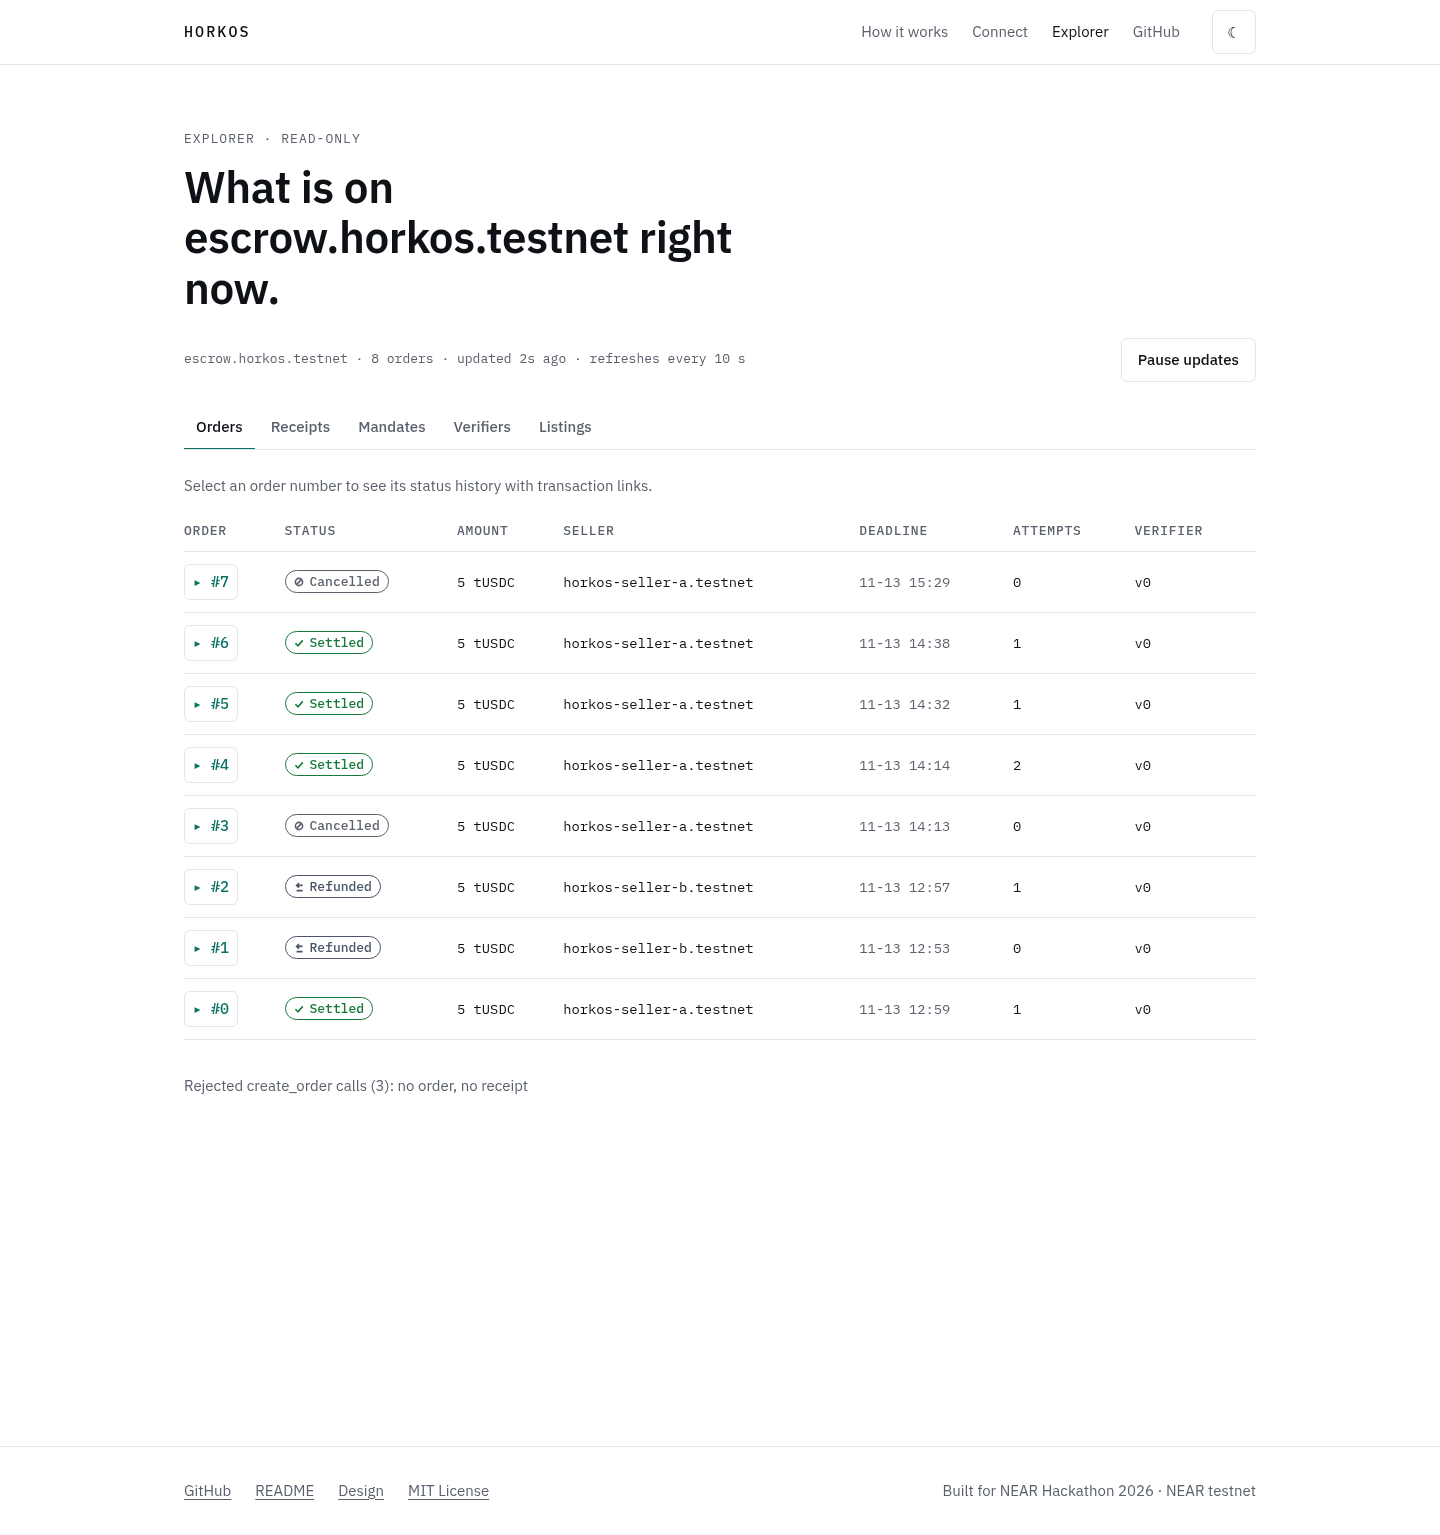 HORKOS
How it works Connect Explorer GitHub
EXPLORER · READ-ONLY
What is on
escrow.horkos.testnet right
now.
escrow.horkos.testnet · 8 orders · updated 2s ago · refreshes every 10 s
Pause updates
Orders Receipts Mandates Verifiers Listings
Select an order number to see its status history with transaction links.
ORDER STATUS AMOUNT SELLER DEADLINE ATTEMPTS VERIFIER
#7 Cancelled 5 tUSDC horkos-seller-a.testnet 11-13 15:29 0 v0
#6 Settled 5 tUSDC horkos-seller-a.testnet 11-13 14:38 1 v0
#5 Settled 5 tUSDC horkos-seller-a.testnet 11-13 14:32 1 v0
#4 Settled 5 tUSDC horkos-seller-a.testnet 11-13 14:14 2 v0
#3 Cancelled 5 tUSDC horkos-seller-a.testnet 11-13 14:13 0 v0
#2 Refunded 5 tUSDC horkos-seller-b.testnet 11-13 12:57 1 v0
#1 Refunded 5 tUSDC horkos-seller-b.testnet 11-13 12:53 0 v0
#0 Settled 5 tUSDC horkos-seller-a.testnet 11-13 12:59 1 v0
Rejected create_order calls (3): no order, no receipt
GitHub README Design MIT License
Built for NEAR Hackathon 2026 · NEAR testnet